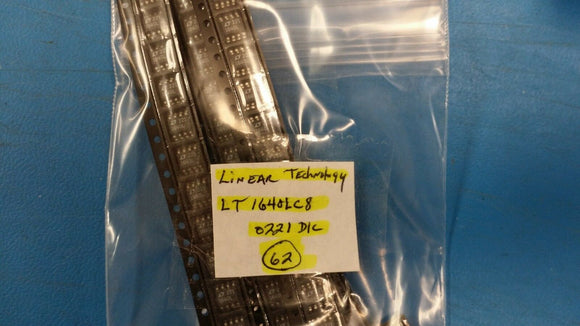 Linear Technology
LT1640LC8
0221 D/C
62